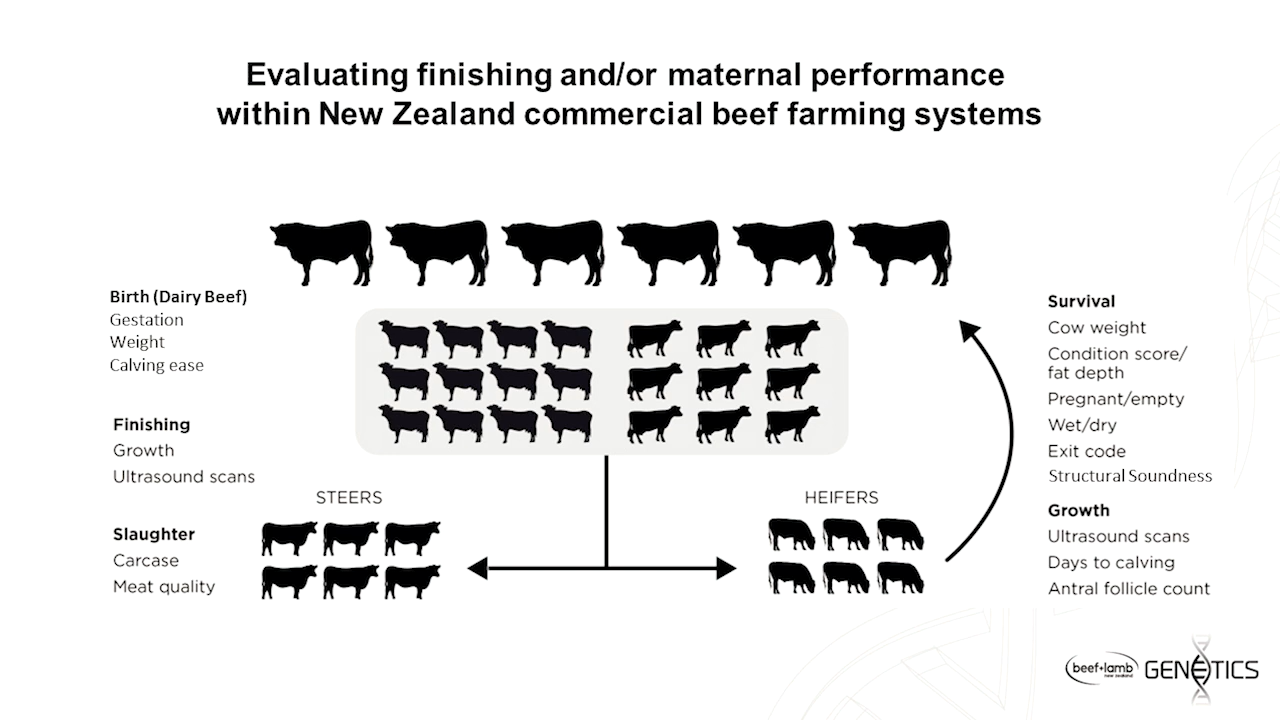 Evaluating finishing and/or maternal performance
within New Zealand commercial beef farming systems
Birth (Dairy Beef)
Gestation
Weight
Calving ease
Finishing
Growth
Ultrasound scans
Slaughter
Carcase
Meat quality
STEERS
HEIFERS
Survival
Cow weight
Condition score/
fat depth
Pregnant/empty
Wet/dry
Exit code
Structural Soundness
Growth
Ultrasound scans
Days to calving
Antral follicle count
beef+lamb
new zealand
GENETICS